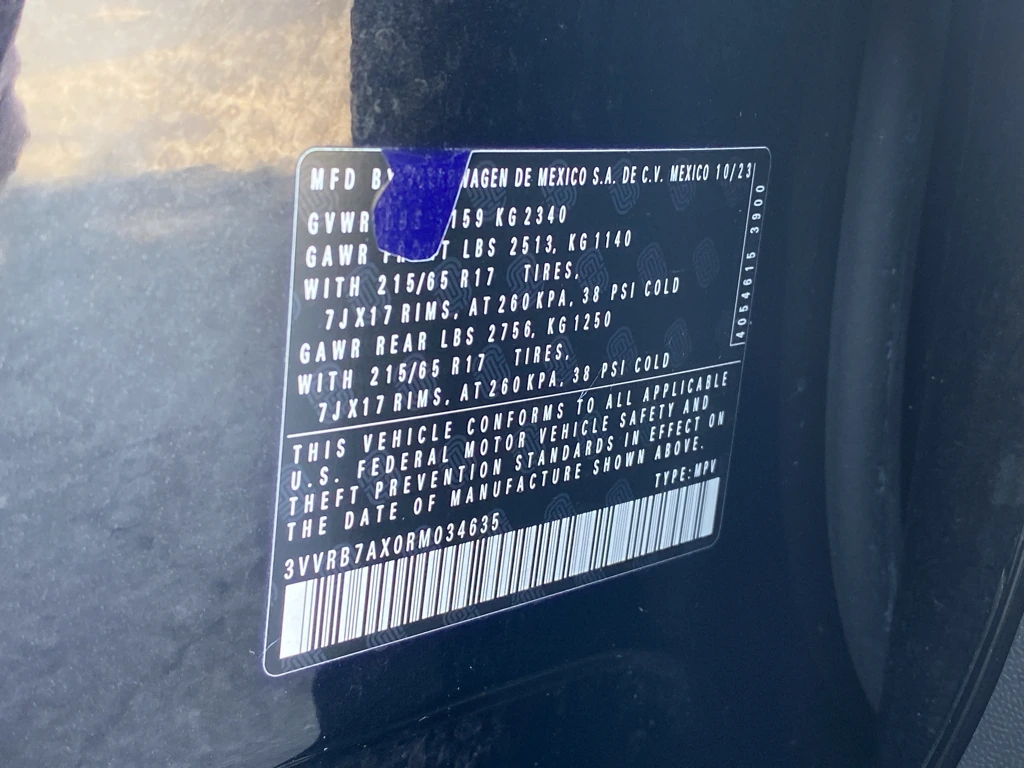 MFD BY WAGEN DE MEXICO S.A. DE C.V. MEXICO 10/23
GVWR 159 KG 2340
GAWR LBS 2513, KG 1140
WITH 215/65 R17 TIRES,
7JX17 RIMS, AT 260 KPA, 38 PSI COLD
GAWR REAR LBS 2756, KG 1250
WITH 215/65 R17 TIRES,
7JX17 RIMS, AT 260 KPA, 38 PSI COLD
THIS VEHICLE CONFORMS TO ALL APPLICABLE
U.S. FEDERAL MOTOR VEHICLE SAFETY AND
THEFT PREVENTION STANDARDS IN EFFECT ON
THE DATE OF MANUFACTURE SHOWN ABOVE.
3VVRB7AX0RM034635 TYPE: MPV
4054615 3900